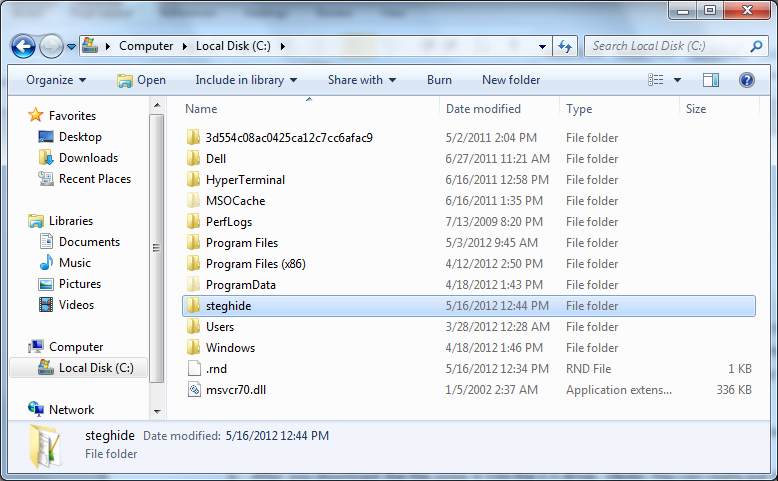 Computer Local Disk (C:) Search Local Disk (C:)
Organize Open Include in library Share with Burn New folder
Favorites
Desktop
Downloads
Recent Places
Libraries
Documents
Music
Pictures
Videos
Computer
Local Disk (C:)
Network
Name Date modified Type Size
3d554c08ac0425ca12c7cc6afac9 5/2/2011 2:04 PM File folder
Dell 6/27/2011 11:21 AM File folder
HyperTerminal 6/16/2011 12:58 PM File folder
MSOCache 6/16/2011 1:35 PM File folder
PerfLogs 7/13/2009 8:20 PM File folder
Program Files 5/3/2012 9:45 AM File folder
Program Files (x86) 4/12/2012 2:50 PM File folder
ProgramData 4/18/2012 1:43 PM File folder
steghide 5/16/2012 12:44 PM File folder
Users 3/28/2012 12:28 AM File folder
Windows 4/18/2012 1:46 PM File folder
.rnd 5/16/2012 12:34 PM RND File 1 KB
msvcr70.dll 1/5/2002 2:37 AM Application extens... 336 KB
steghide Date modified: 5/16/2012 12:44 PM
File folder